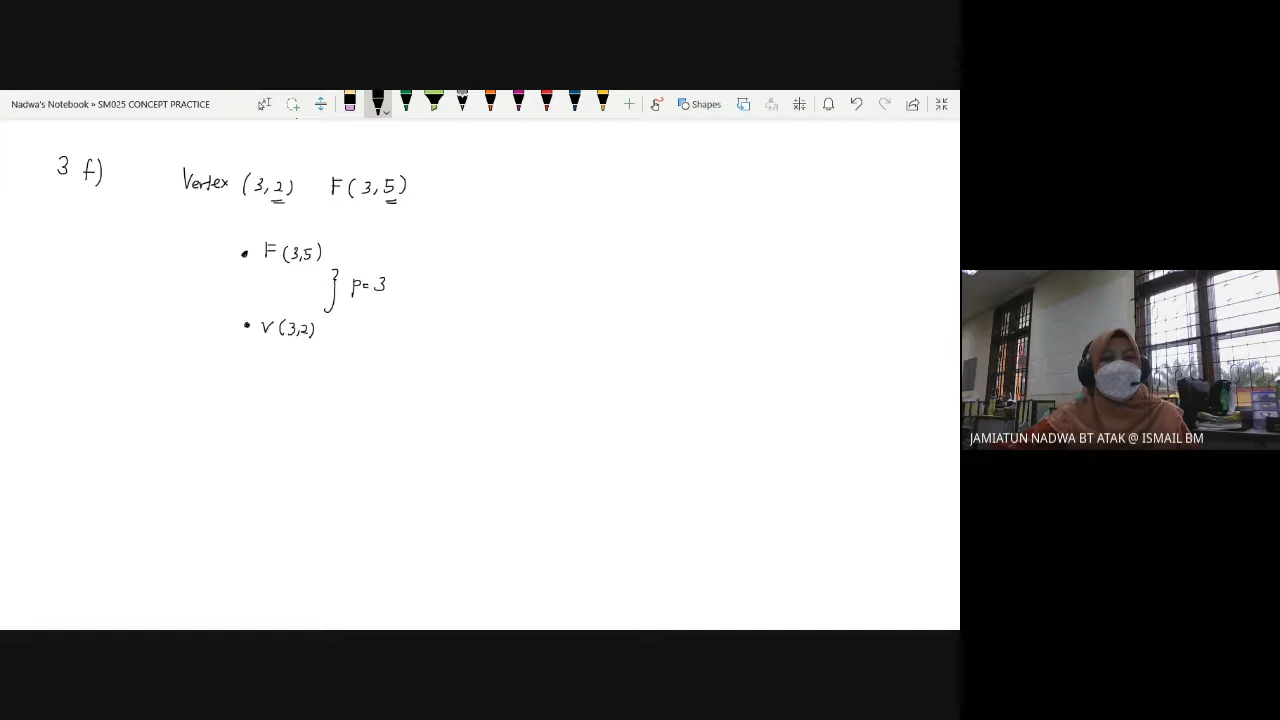 Nadwa's Notebook » SM025 CONCEPT PRACTICE
Shapes
3 f) Vertex (3,2) F(3,5)
F(3,5)
} p=3
V(3,2)
JAMIATUN NADWA BT ATAK @ ISMAIL BM